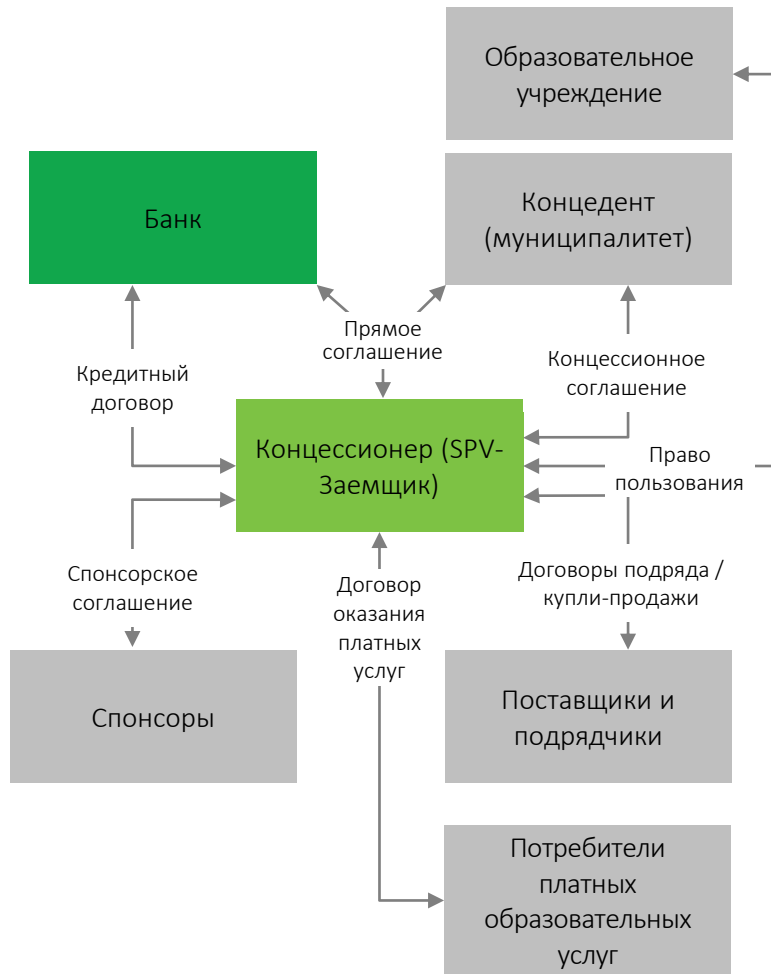 Образовательное
учреждение
Банк
Концедент
(муниципалитет)
Прямое
соглашение
Кредитный
договор
Концессионное
соглашение
Концессионер (SPV-
Заемщик)
Право
пользования
Спонсорское
соглашение
Договор
оказания
платных
услуг
Договоры подряда /
купли-продажи
Спонсоры
Поставщики и
подрядчики
Потребители
платных
образовательных
услуг